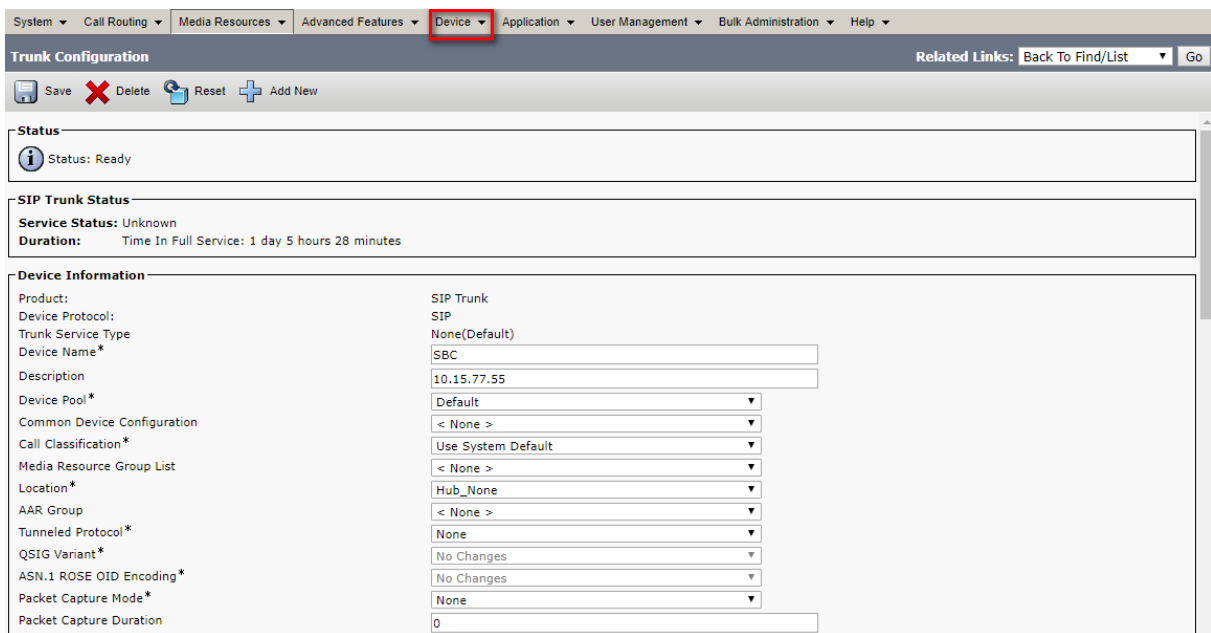 System Call Routing Media Resources Advanced Features Device Application User Management Bulk Administration Help
Trunk Configuration Related Links: Back To Find/List Go
Save Delete Reset Add New
Status
Status: Ready
SIP Trunk Status
Service Status: Unknown
Duration: Time In Full Service: 1 day 5 hours 28 minutes
Device Information
Product: SIP Trunk
Device Protocol: SIP
Trunk Service Type None(Default)
Device Name* SBC
Description 10.15.77.55
Device Pool* Default
Common Device Configuration < None >
Call Classification* Use System Default
Media Resource Group List < None >
Location* Hub_None
AAR Group < None >
Tunneled Protocol* None
QSIG Variant* No Changes
ASN.1 ROSE OID Encoding* No Changes
Packet Capture Mode* None
Packet Capture Duration 0